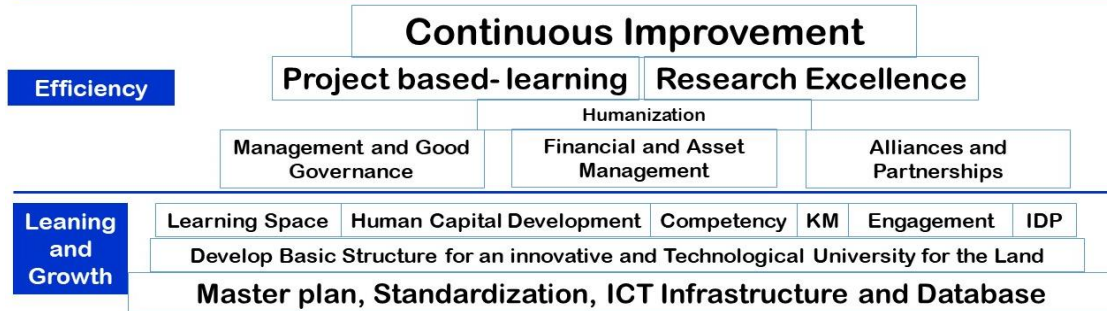 Continuous Improvement
Efficiency
Project based- learning
Research Excellence
Humanization
Management and Good
Governance
Financial and Asset
Management
Alliances and
Partnerships
Leaning
and
Growth
Learning Space
Human Capital Development
Competency
KM
Engagement
IDP
Develop Basic Structure for an innovative and Technological University for the Land
Master plan, Standardization, ICT Infrastructure and Database